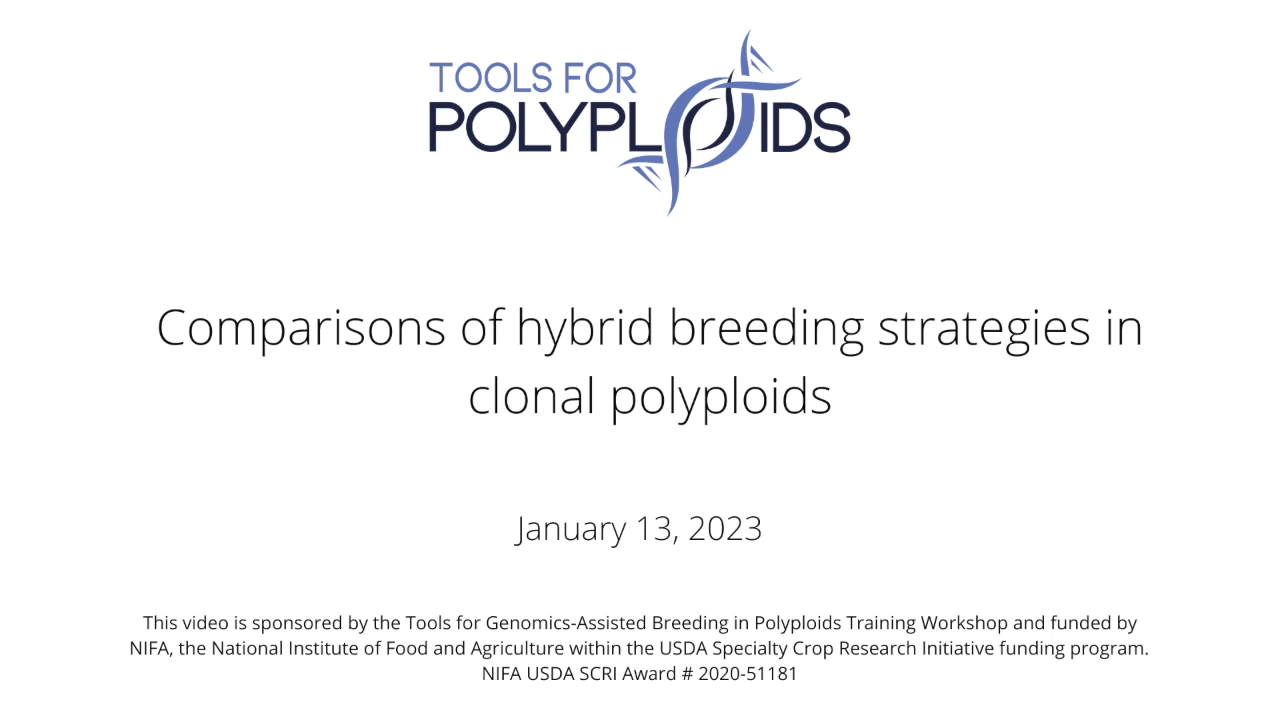 TOOLS FOR
POLYPLOIDS
Comparisons of hybrid breeding strategies in
clonal polyploids
January 13, 2023
This video is sponsored by the Tools for Genomics-Assisted Breeding in Polyploids Training Workshop and funded by
NIFA, the National Institute of Food and Agriculture within the USDA Specialty Crop Research Initiative funding program.
NIFA USDA SCRI Award # 2020-51181